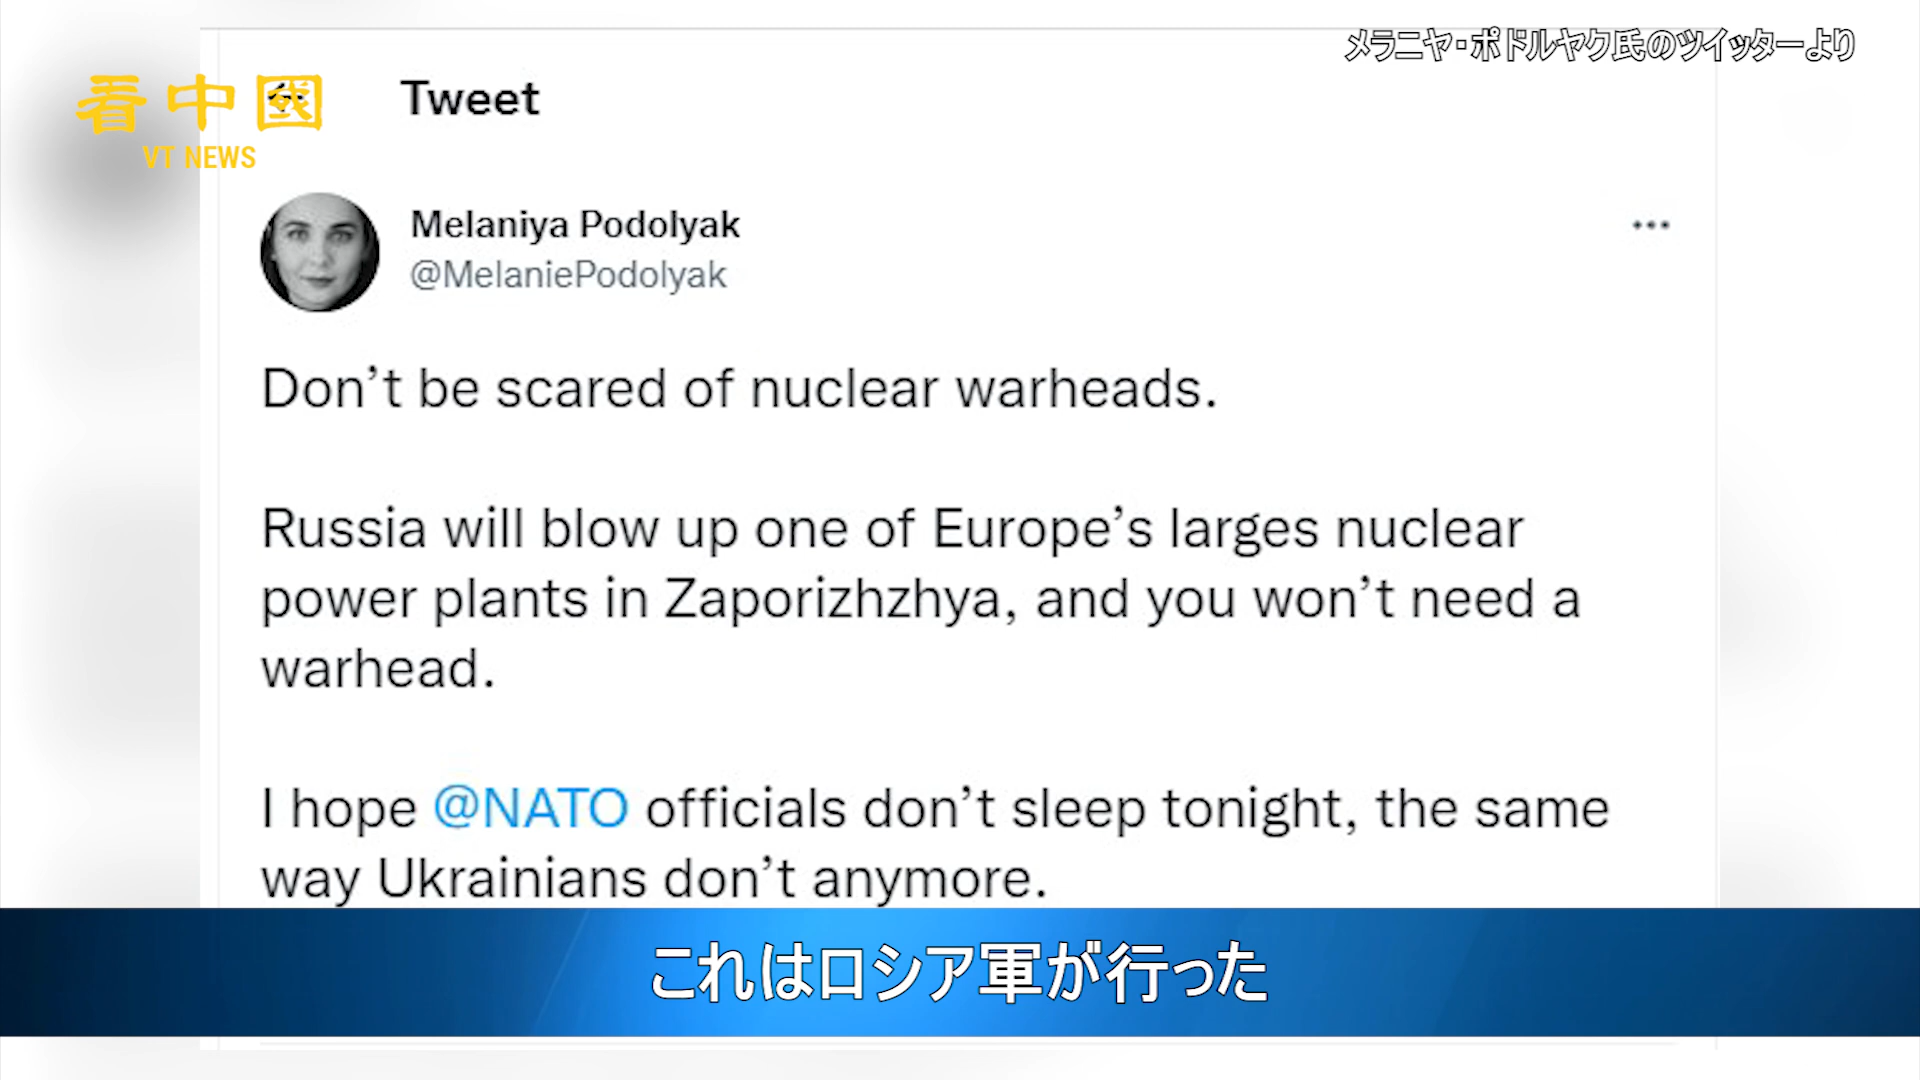 メラニヤ・ポドルヤク氏のツイッターより
看中國
VT NEWS
Tweet
Melaniya Podolyak
@MelaniePodolyak
Don’t be scared of nuclear warheads.
Russia will blow up one of Europe’s larges nuclear
power plants in Zaporizhzhya, and you won’t need a
warhead.
I hope @NATO officials don’t sleep tonight, the same
way Ukrainians don’t anymore.
これはロシア軍が行った